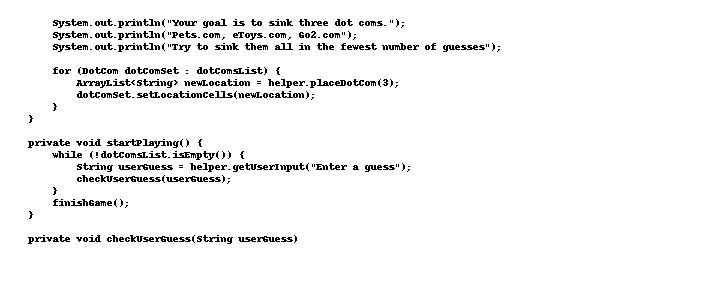 System.out.println("Your goal is to sink three dot coms.");
System.out.println("Pets.com, eToys.com, Go2.com");
System.out.println("Try to sink them all in the fewest number of guesses");
for (DotCom dotComSet : dotComsList) {
ArrayList<String> newLocation = helper.placeDotCom(3);
dotComSet.setLocationCells(newLocation);
}
}
private void startPlaying() {
while (!dotComsList.isEmpty()) {
String userGuess = helper.getUserInput("Enter a guess");
checkUserGuess(userGuess);
}
finishGame();
}
private void checkUserGuess(String userGuess)